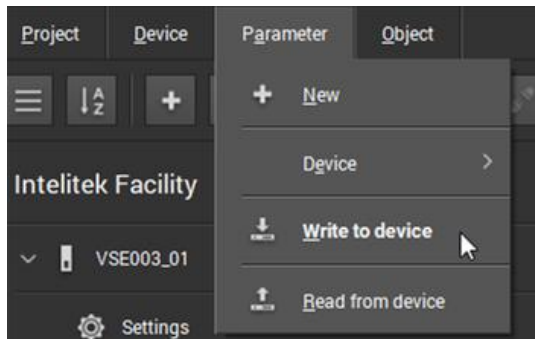 Project Device Parameter Object
A
Z
New
Device
Intelitek Facility
Write to device
VSE003_01
Read from device
Settings